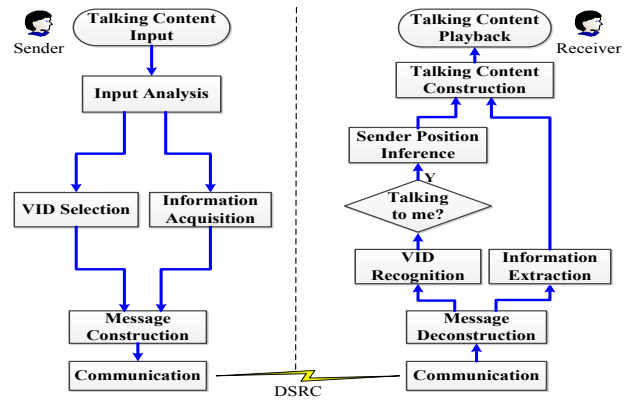 Sender
Talking Content
Input
Input Analysis
VID Selection
Information
Acquisition
Message
Construction
Communication
DSRC
Receiver
Talking Content
Playback
Talking Content
Construction
Sender Position
Inference
Y
Talking
to me?
VID
Recognition
Information
Extraction
Message
Deconstruction
Communication